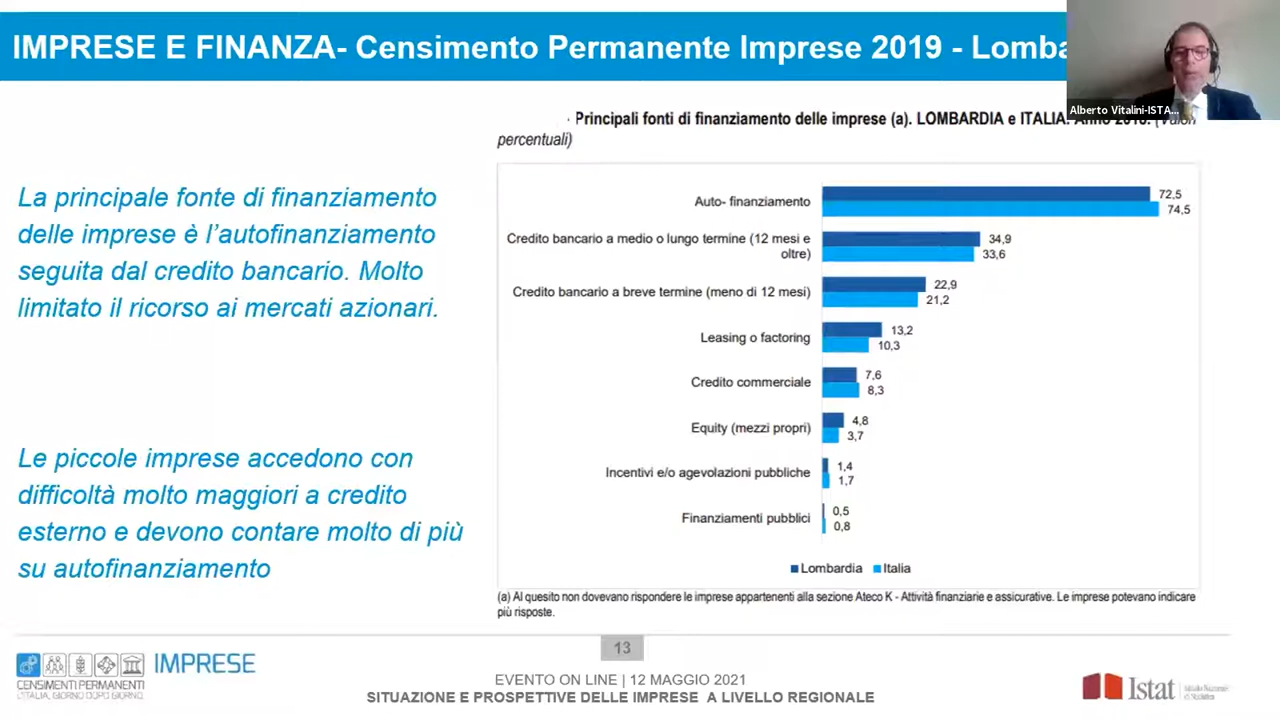 IMPRESE E FINANZA- Censimento Permanente Imprese 2019 - Lomba
Alberto Vitalini-ISTA...
Principali fonti di finanziamento delle imprese (a). LOMBARDIA e ITALIA.
percentuali)
La principale fonte di finanziamento
delle imprese è l'autofinanziamento
seguita dal credito bancario. Molto
limitato il ricorso ai mercati azionari.
Le piccole imprese accedono con
difficoltà molto maggiori a credito
esterno e devono contare molto di più
su autofinanziamento
Auto- finanziamento
72,5
74,5
Credito bancario a medio o lungo termine (12 mesi e
oltre)
34,9
33,6
Credito bancario a breve termine (meno di 12 mesi)
22,9
21,2
Leasing o factoring
13,2
10,3
Credito commerciale
7,6
8,3
Equity (mezzi propri)
4,8
3,7
Incentivi e/o agevolazioni pubbliche
1,4
1,7
Finanziamenti pubblici
0,5
0,8
Lombardia Italia
(a) Al quesito non dovevano rispondere le imprese appartenenti alla sezione Ateco K - Attività finanziarie e assicurative. Le imprese potevano indicare
più risposte.
13
IMPRESE
CENSIMENTI PERMANENTI
L'ITALIA, GIORNO DOPO GIORNO
EVENTO ON LINE | 12 MAGGIO 2021
SITUAZIONE E PROSPETTIVE DELLE IMPRESE A LIVELLO REGIONALE
Istat